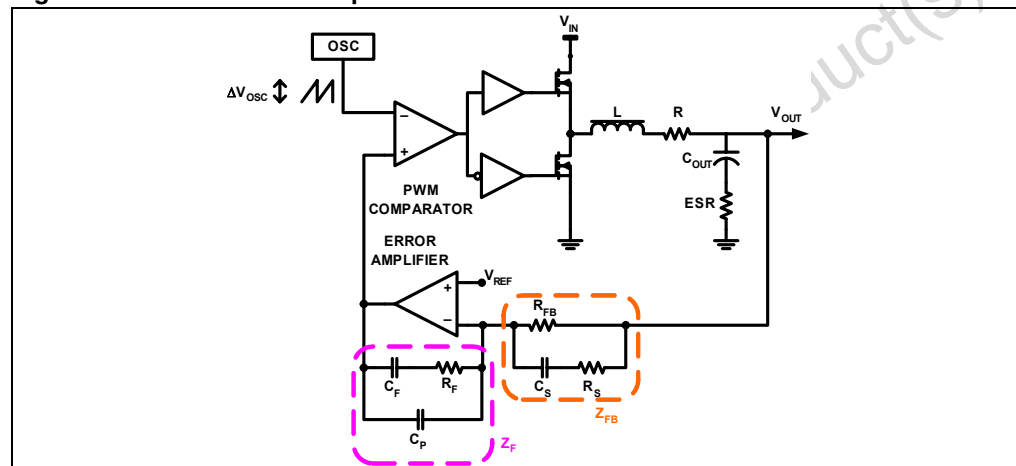 OSC
ΔV_OSC
V_IN
L
R
V_OUT
C_OUT
ESR
−
+
PWM
COMPARATOR
ERROR
AMPLIFIER
V_REF
+
−
R_FB
C_S
R_S
Z_FB
C_F
R_F
C_P
Z_F